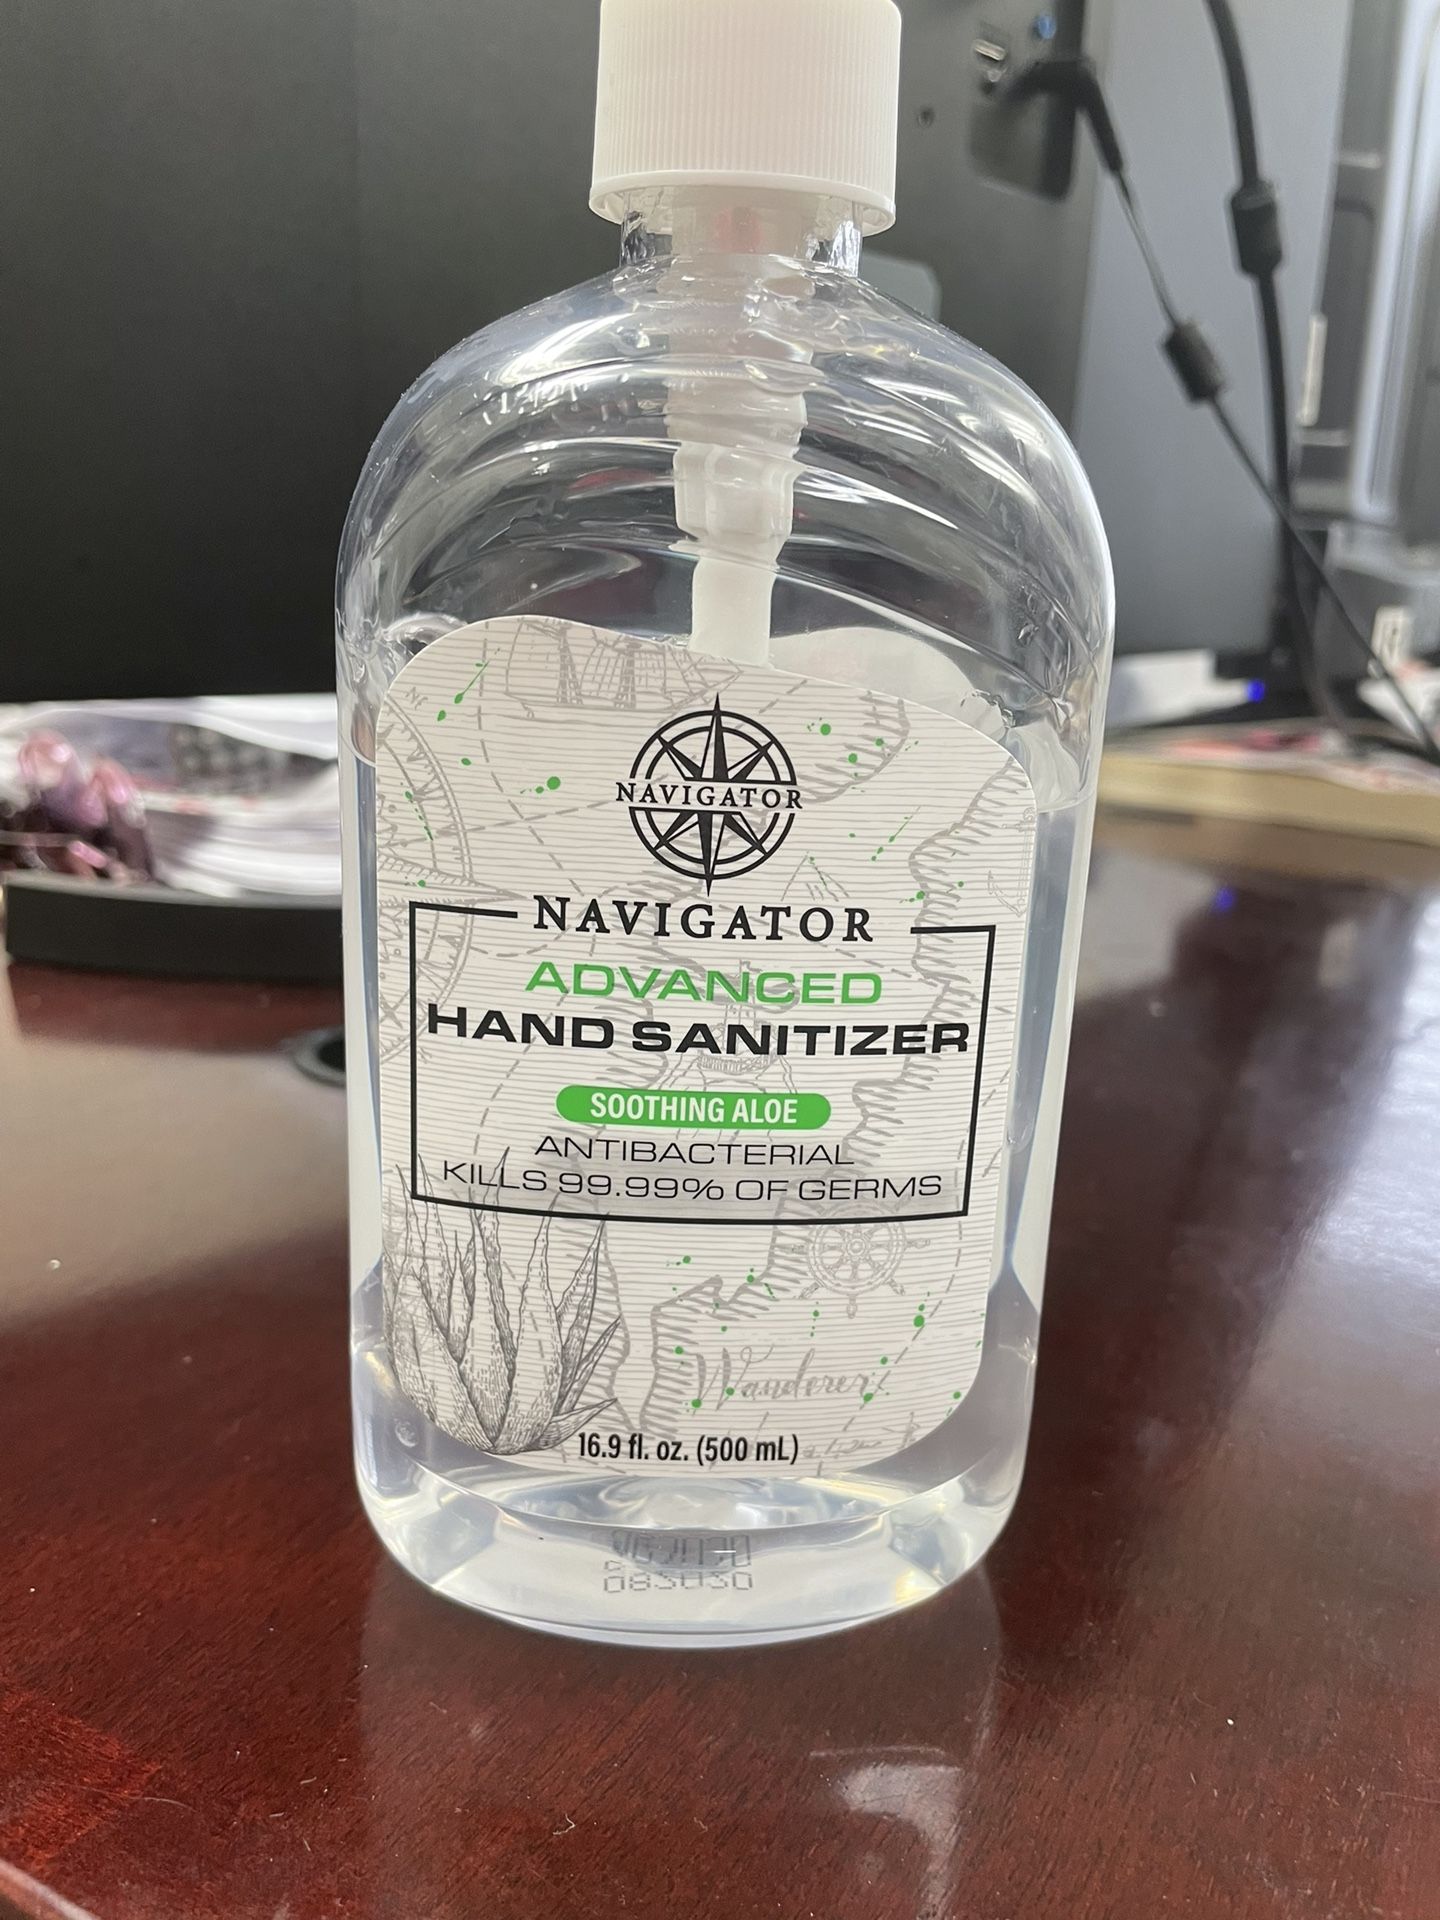 NAVIGATOR
NAVIGATOR
ADVANCED
HAND SANITIZER
SOOTHING ALOE
ANTIBACTERIAL
KILLS 99.99% OF GERMS
Wanderer
16.9 fl. oz. (500 mL)